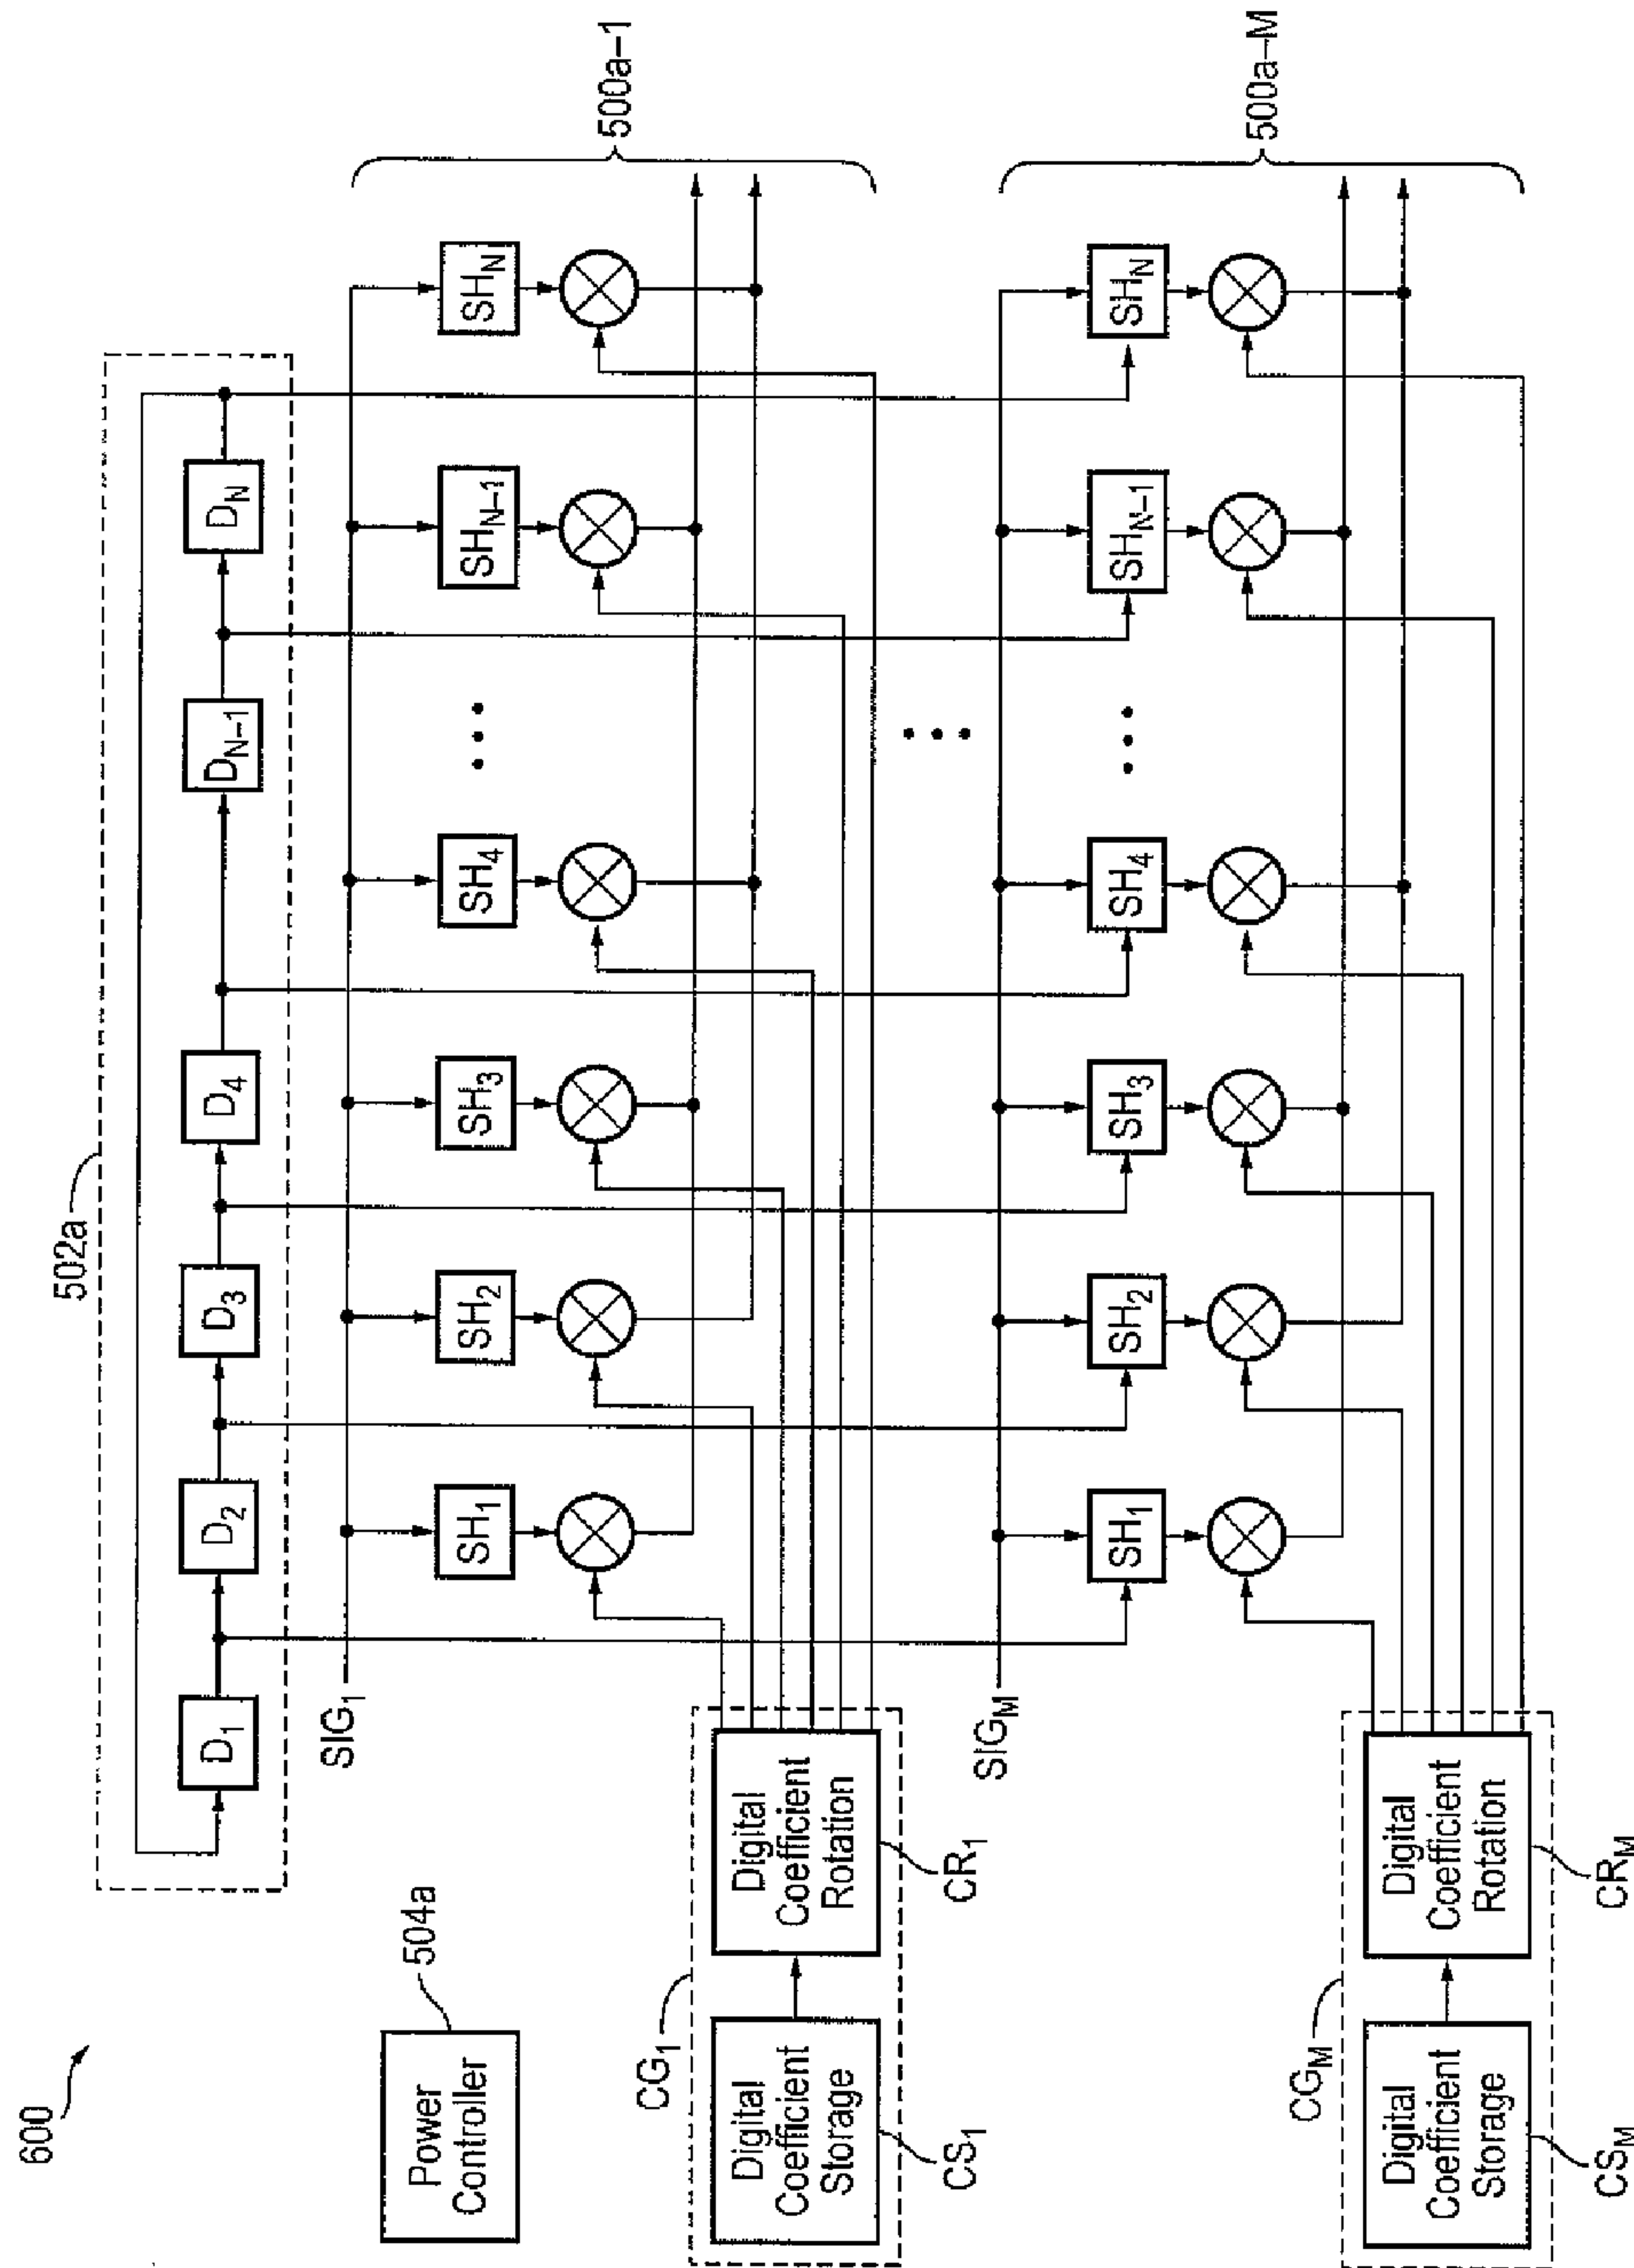 600
502a
D1 D2 D3 D4 DN−1 DN
Power
Controller
504a
SIG1
SH1 SH2 SH3 SH4 ••• SHN−1 SHN
500a−1
CG1
Digital
Coefficient
Storage
CS1
Digital
Coefficient
Rotation
CR1
•••
SIGM
SH1 SH2 SH3 SH4 ••• SHN−1 SHN
500a−M
CGM
Digital
Coefficient
Storage
CSM
Digital
Coefficient
Rotation
CRM